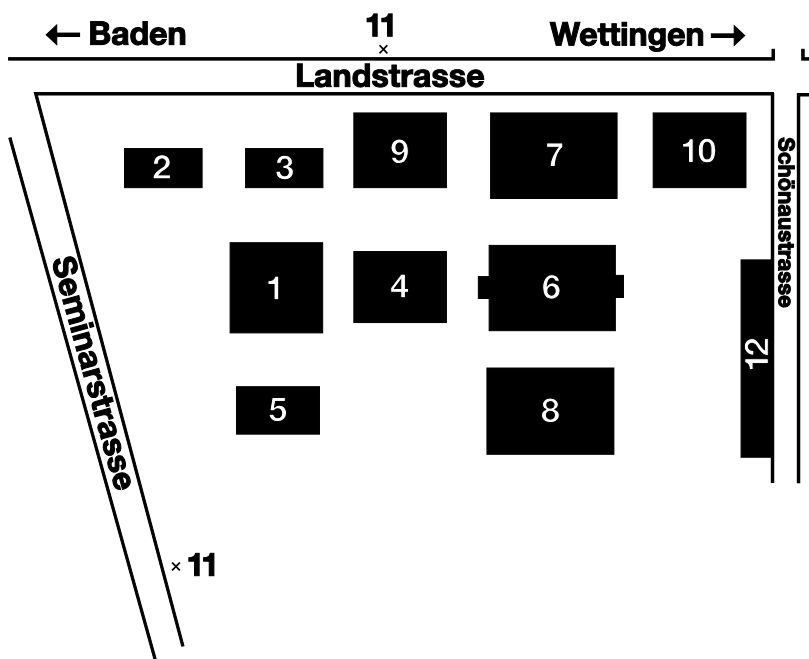 ← Baden
11
×
Wettingen →
Landstrasse
Schönaustrasse
Seminarstrasse
2
3
9
7
10
1
4
6
12
5
8
× 11